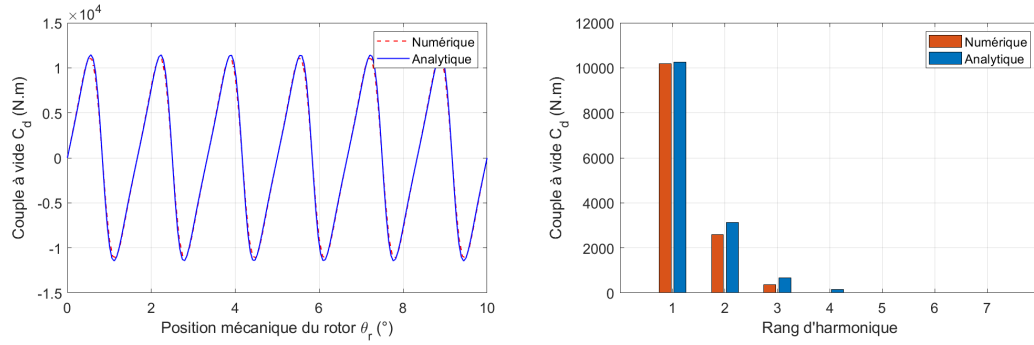 ×10⁴
1.5
1
0.5
0
-0.5
-1
-1.5
0 2 4 6 8 10
Couple à vide C_d (N.m)
Position mécanique du rotor θ_r (°)
Numérique
Analytique
12000
10000
8000
6000
4000
2000
0
1 2 3 4 5 6 7
Couple à vide C_d (N.m)
Rang d'harmonique
Numérique
Analytique